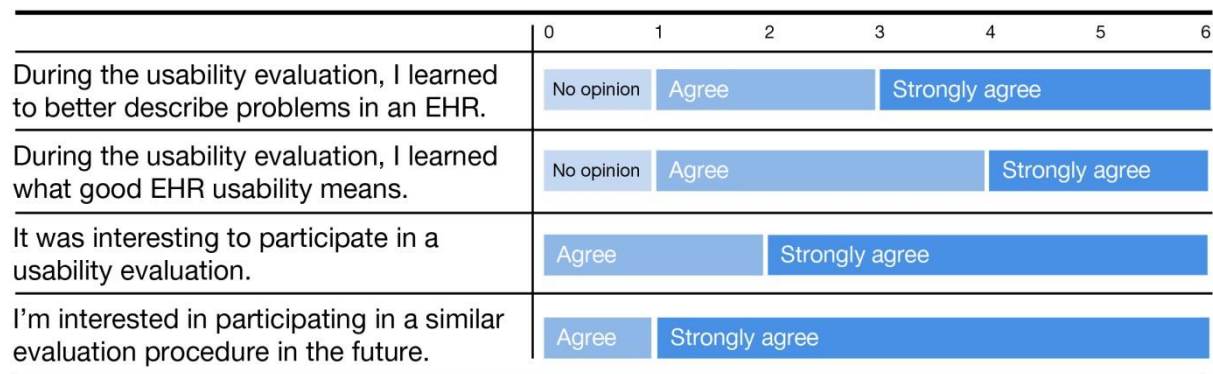 0 1 2 3 4 5 6
During the usability evaluation, I learned
to better describe problems in an EHR.
No opinion Agree Strongly agree
During the usability evaluation, I learned
what good EHR usability means.
No opinion Agree Strongly agree
It was interesting to participate in a
usability evaluation.
Agree Strongly agree
I'm interested in participating in a similar
evaluation procedure in the future.
Agree Strongly agree